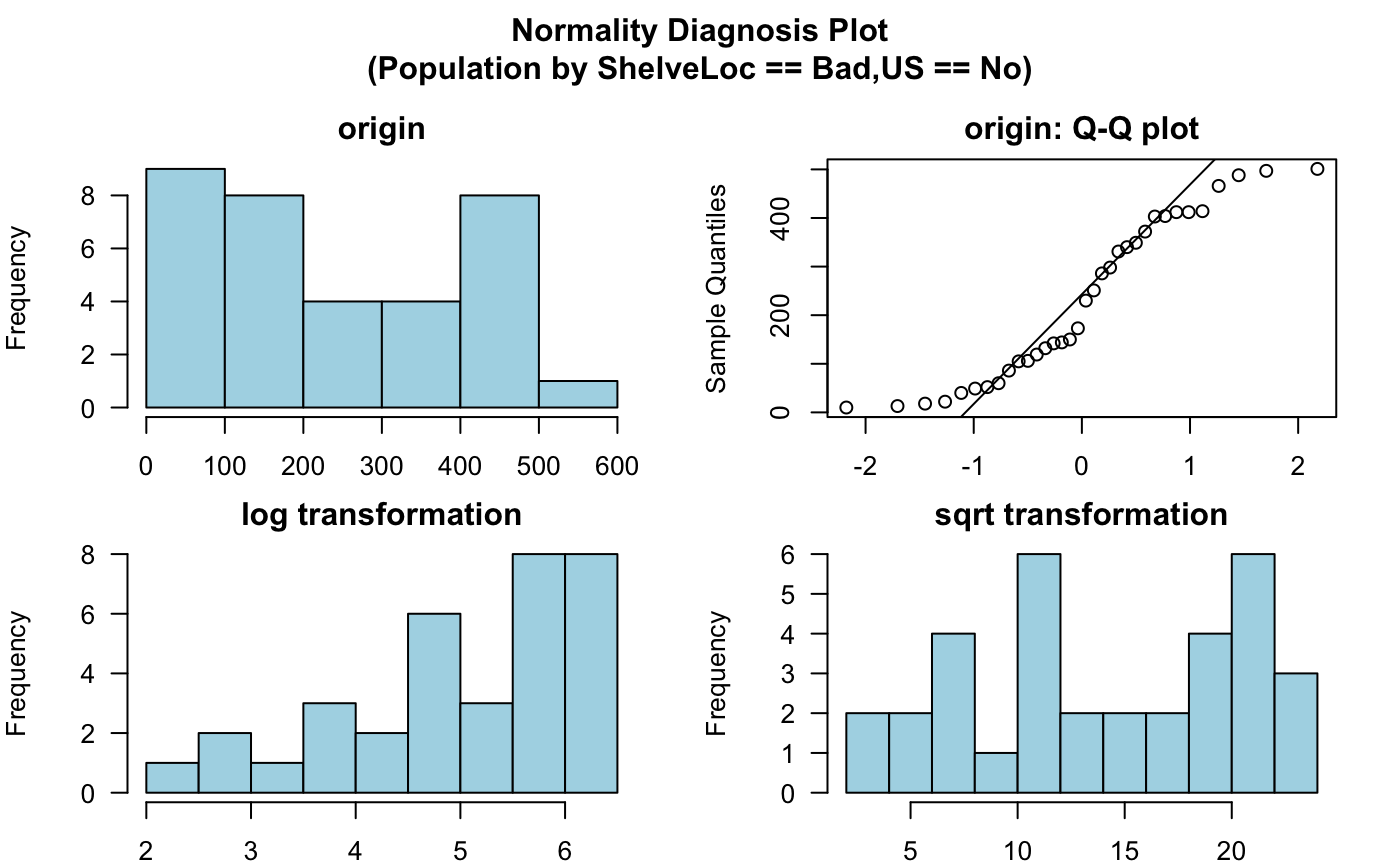 Normality Diagnosis Plot
(Population by ShelveLoc == Bad,US == No)
origin
Frequency
0 2 4 6 8
0 100 200 300 400 500 600
origin: Q-Q plot
Sample Quantiles
0 200 400
-2 -1 0 1 2
log transformation
Frequency
0 2 4 6 8
2 3 4 5 6
sqrt transformation
Frequency
0 1 2 3 4 5 6
5 10 15 20